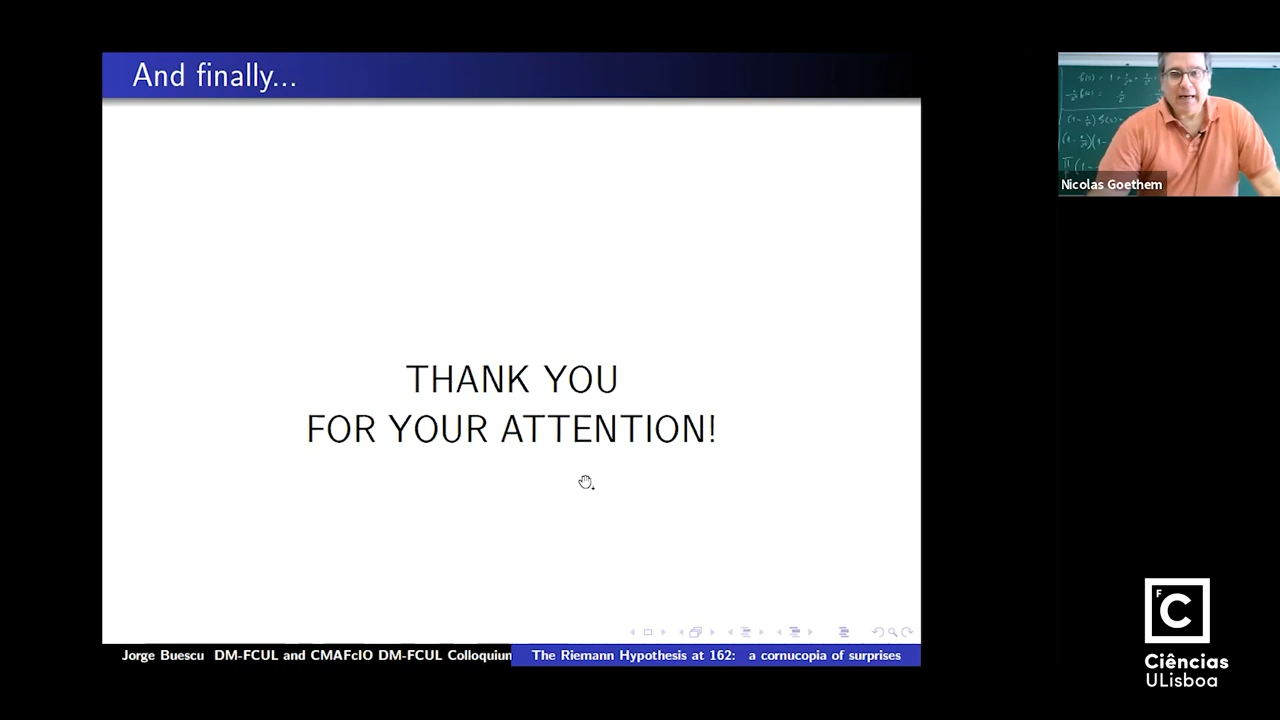 And finally...
THANK YOU
FOR YOUR ATTENTION!
Jorge Buescu DM-FCUL and CMAFcIO DM-FCUL Colloquium
The Riemann Hypothesis at 162: a cornucopia of surprises
Nicolas Goethem
F
C
Ciências
ULisboa